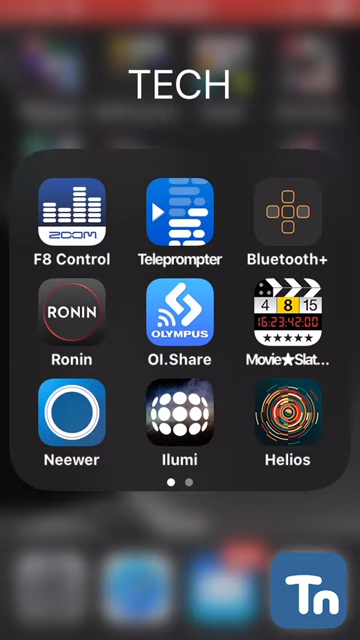 TECH
ZOOM
F8 Control
Teleprompter
Bluetooth+
RONIN
Ronin
OLYMPUS
OI.Share
4 8 15
16:23:42:00
Movie★Slat...
Neewer
Ilumi
Helios
Tn